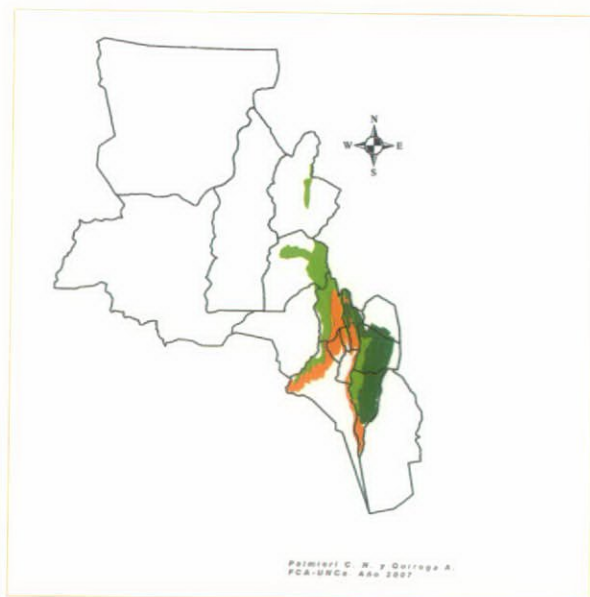 N
W E
S
Palmieri C. N. y Quiroga A.
FCA-UNCa. Año 2007